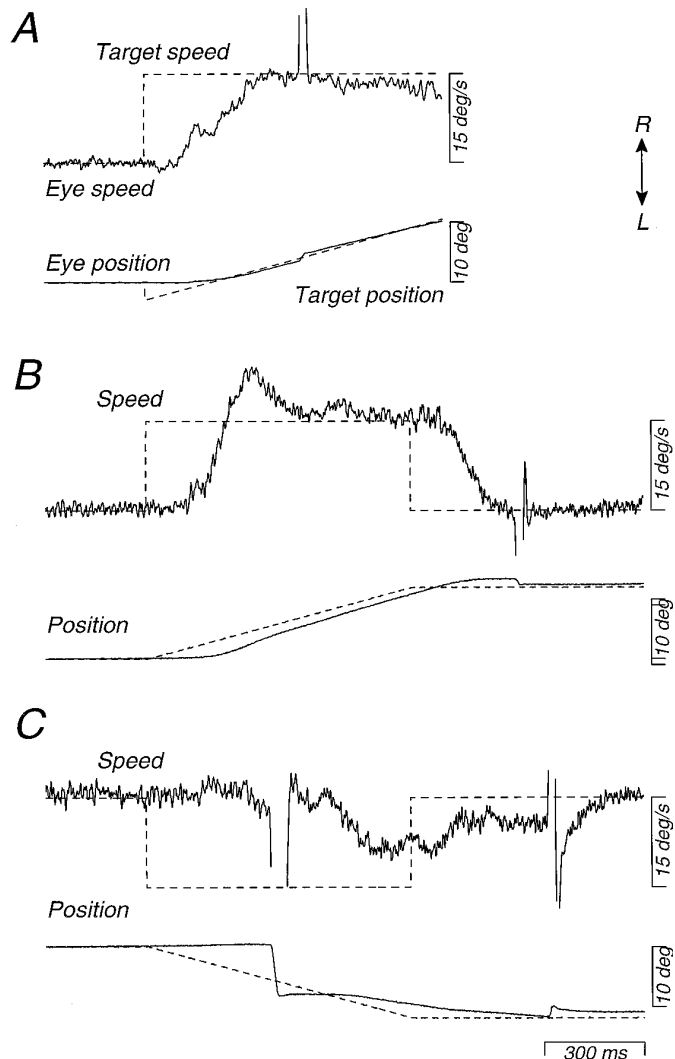 A
Target speed
15 deg/s
R
Eye speed
L
Eye position
10 deg
Target position
B
Speed
15 deg/s
Position
10 deg
C
Speed
15 deg/s
Position
10 deg
300 ms